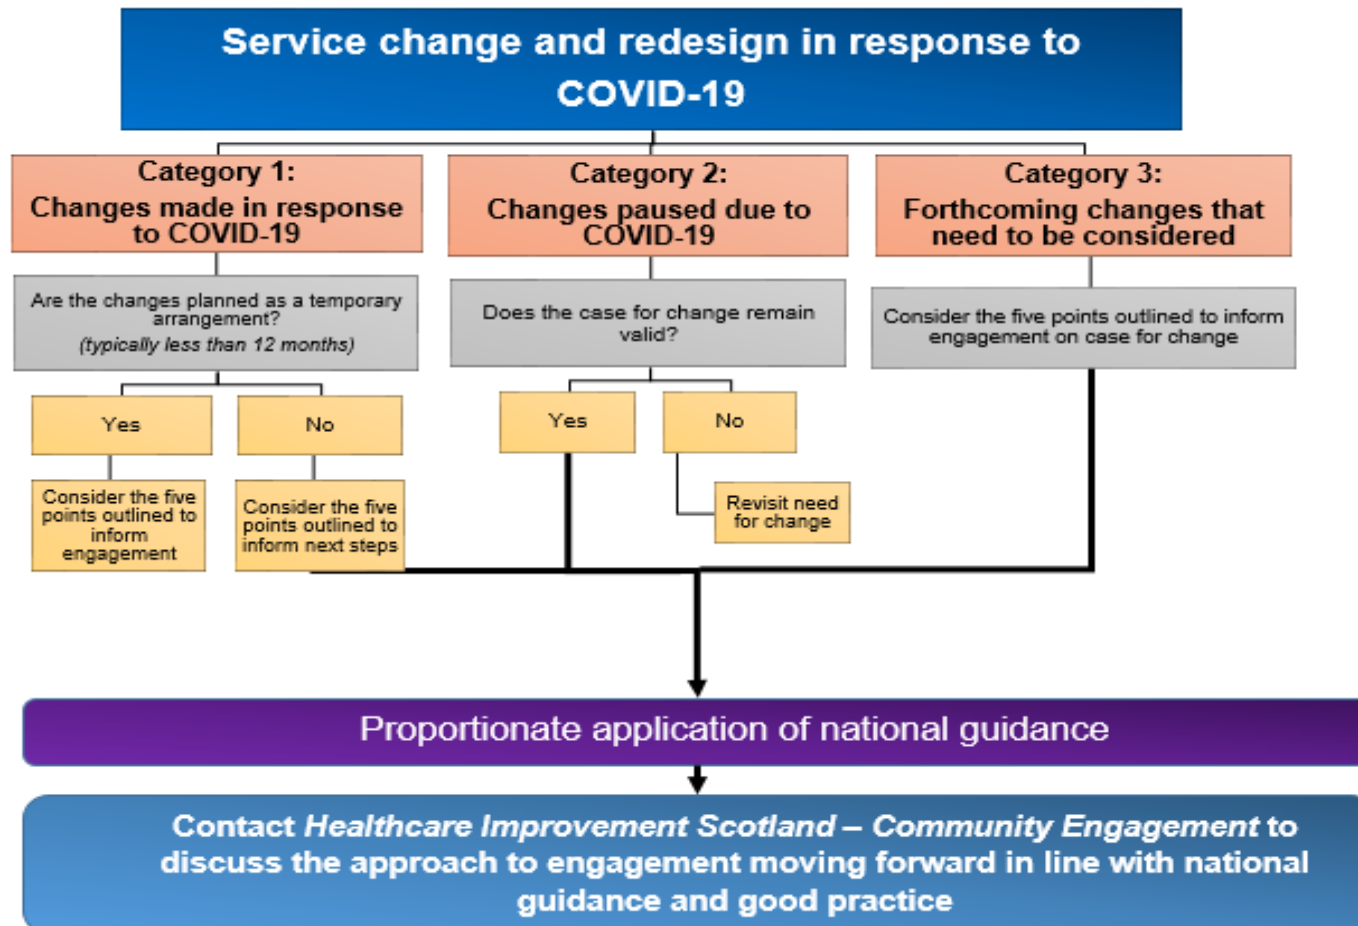 Service change and redesign in response to
COVID-19
Category 1:
Changes made in response
to COVID-19
Are the changes planned as a temporary
arrangement?
(typically less than 12 months)
Yes
No
Consider the five
points outlined to
inform
engagement
Consider the five
points outlined to
inform next steps
Category 2:
Changes paused due to
COVID-19
Does the case for change remain
valid?
Yes
No
Revisit need
for change
Category 3:
Forthcoming changes that
need to be considered
Consider the five points outlined to inform
engagement on case for change
Proportionate application of national guidance
Contact Healthcare Improvement Scotland – Community Engagement to
discuss the approach to engagement moving forward in line with national
guidance and good practice